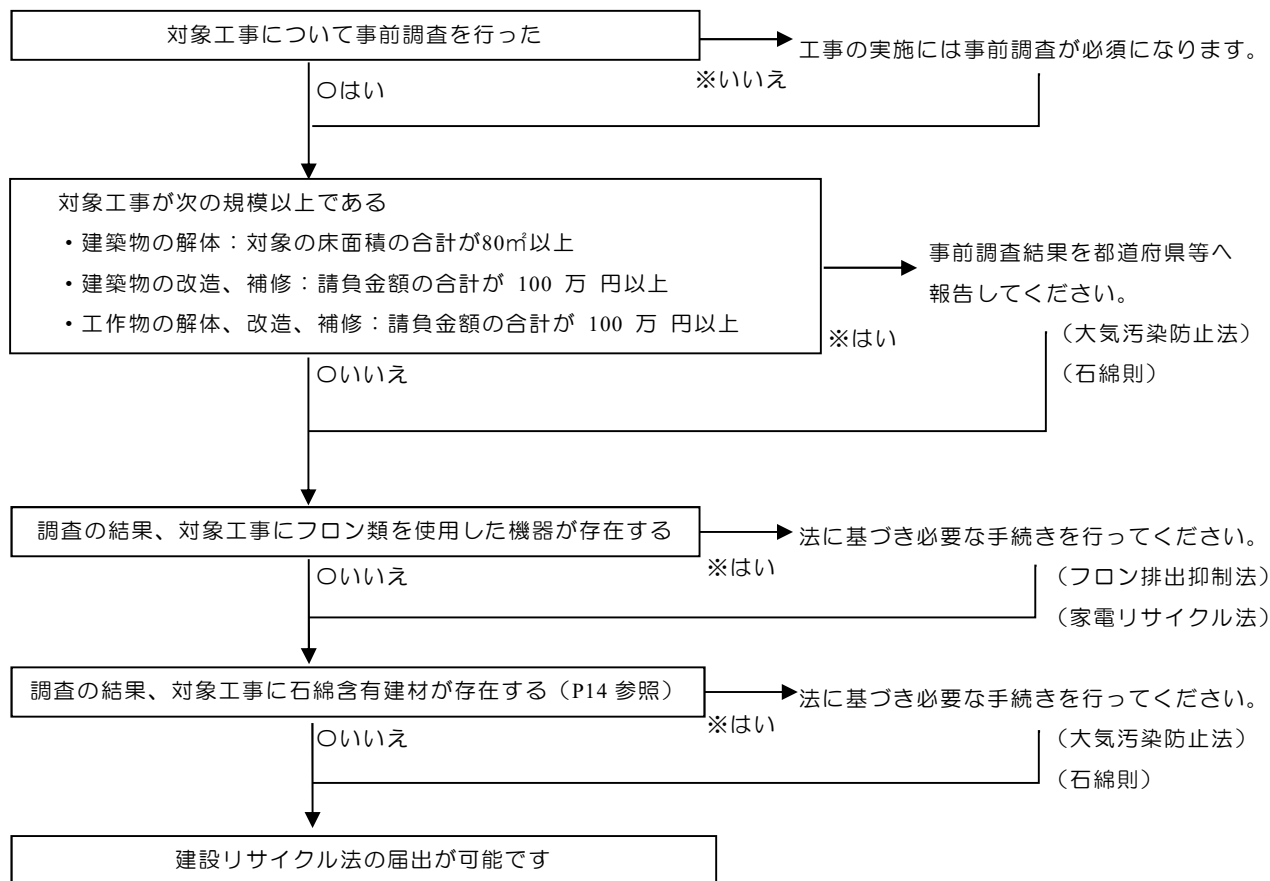 対象工事について事前調査を行った
工事の実施には事前調査が必須になります。
※いいえ
〇はい
対象工事が次の規模以上である
・建築物の解体：対象の床面積の合計が80㎡以上
・建築物の改造、補修：請負金額の合計が 100 万 円以上
・工作物の解体、改造、補修：請負金額の合計が 100 万 円以上
事前調査結果を都道府県等へ
報告してください。
※はい
（大気汚染防止法）
（石綿則）
〇いいえ
調査の結果、対象工事にフロン類を使用した機器が存在する
法に基づき必要な手続きを行ってください。
※はい
〇いいえ
（フロン排出抑制法）
（家電リサイクル法）
調査の結果、対象工事に石綿含有建材が存在する（P14 参照）
法に基づき必要な手続きを行ってください。
※はい
〇いいえ
（大気汚染防止法）
（石綿則）
建設リサイクル法の届出が可能です